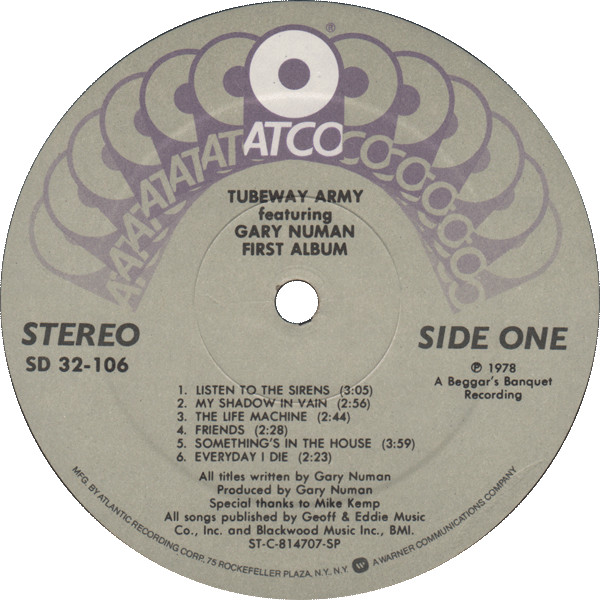 ®
ATCO
TUBEWAY ARMY
featuring
GARY NUMAN
FIRST ALBUM
STEREO
SD 32-106
SIDE ONE
℗ 1978
A Beggar's Banquet
Recording
1. LISTEN TO THE SIRENS (3:05)
2. MY SHADOW IN VAIN (2:56)
3. THE LIFE MACHINE (2:44)
4. FRIENDS (2:28)
5. SOMETHING'S IN THE HOUSE (3:59)
6. EVERYDAY I DIE (2:23)
All titles written by Gary Numan
Produced by Gary Numan
Special thanks to Mike Kemp
All songs published by Geoff & Eddie Music
Co., Inc. and Blackwood Music Inc., BMI.
ST-C-814707-SP
MFG. BY ATLANTIC RECORDING CORP. 75 ROCKEFELLER PLAZA, N.Y., N.Y. A WARNER COMMUNICATIONS COMPANY